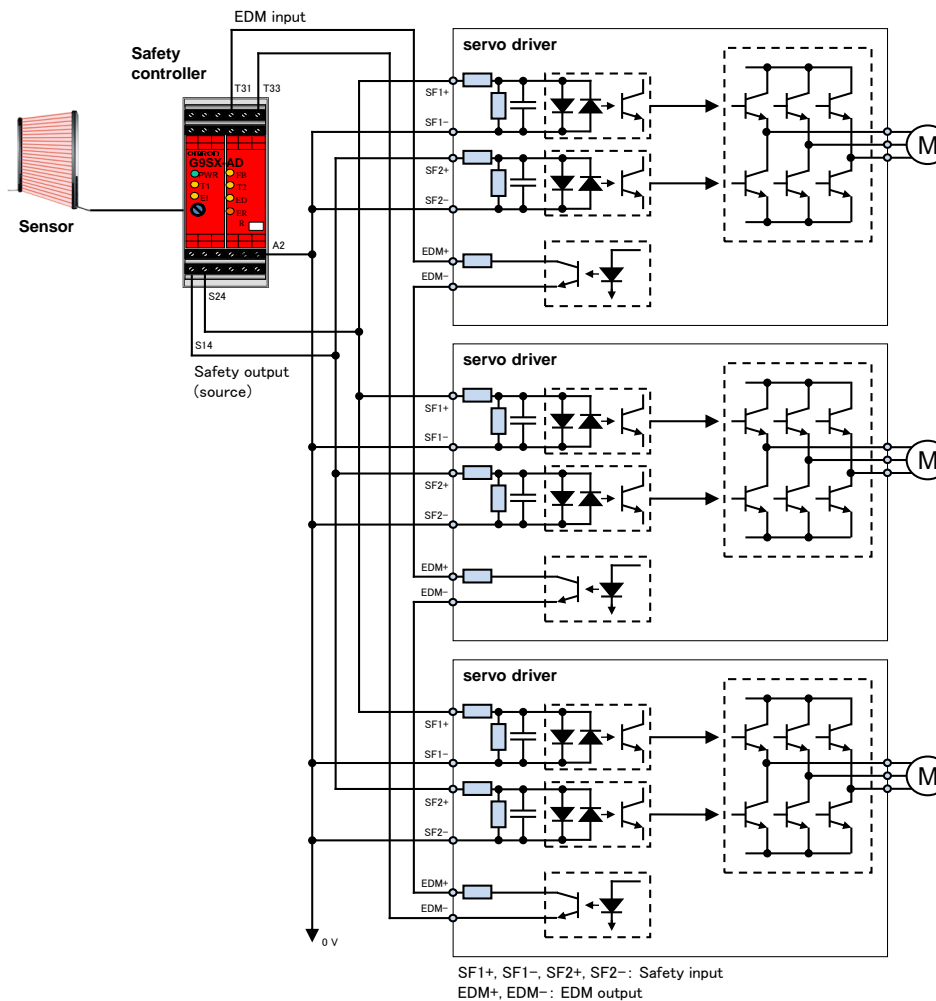 EDM input
Safety
controller
T31
T33
servo driver
SF1+
SF1-
SF2+
SF2-
EDM+
EDM-
M
OMRON
G9SX-AD
PWR
FB
T1
T2
EI
ED
ER
R
Sensor
A2
S24
S14
Safety output
(source)
servo driver
SF1+
SF1-
SF2+
SF2-
EDM+
EDM-
M
servo driver
SF1+
SF1-
SF2+
SF2-
EDM+
EDM-
M
0 V
SF1+, SF1-, SF2+, SF2-: Safety input
EDM+, EDM-: EDM output